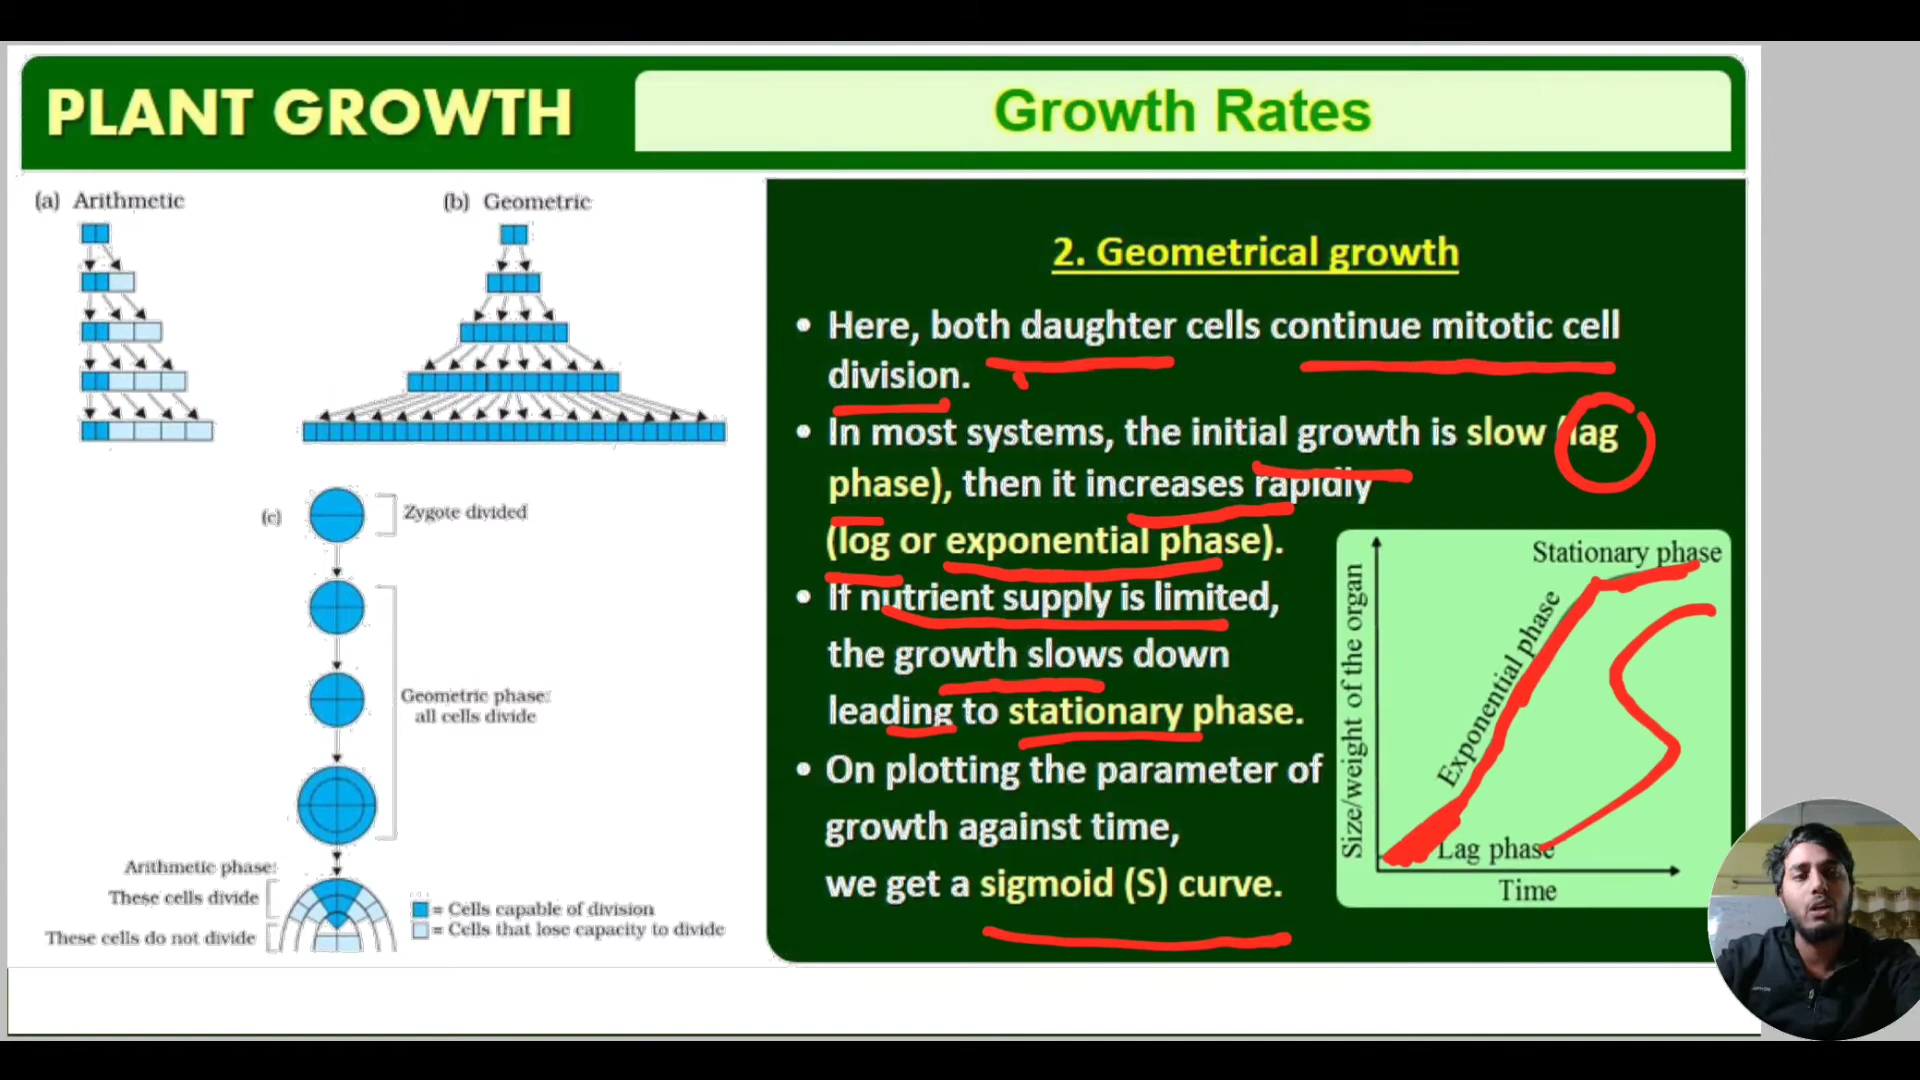 PLANT GROWTH
Growth Rates
(a) Arithmetic
(b) Geometric
(c)
Zygote divided
Geometric phase:
all cells divide
Arithmetic phase:
These cells divide
These cells do not divide
= Cells capable of division
= Cells that lose capacity to divide
2. Geometrical growth
• Here, both daughter cells continue mitotic cell
division.
• In most systems, the initial growth is slow (lag
phase), then it increases rapidly
(log or exponential phase).
• If nutrient supply is limited,
the growth slows down
leading to stationary phase.
• On plotting the parameter of
growth against time,
we get a sigmoid (S) curve.
Stationary phase
Exponential phase
Lag phase
Size/weight of the organ
Time